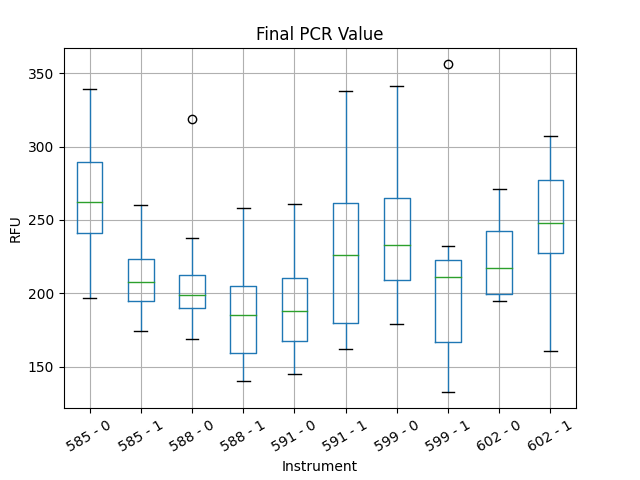 Final PCR Value
350
300
250
200
150
RFU
585 - 0
585 - 1
588 - 0
588 - 1
591 - 0
591 - 1
599 - 0
599 - 1
602 - 0
602 - 1
Instrument